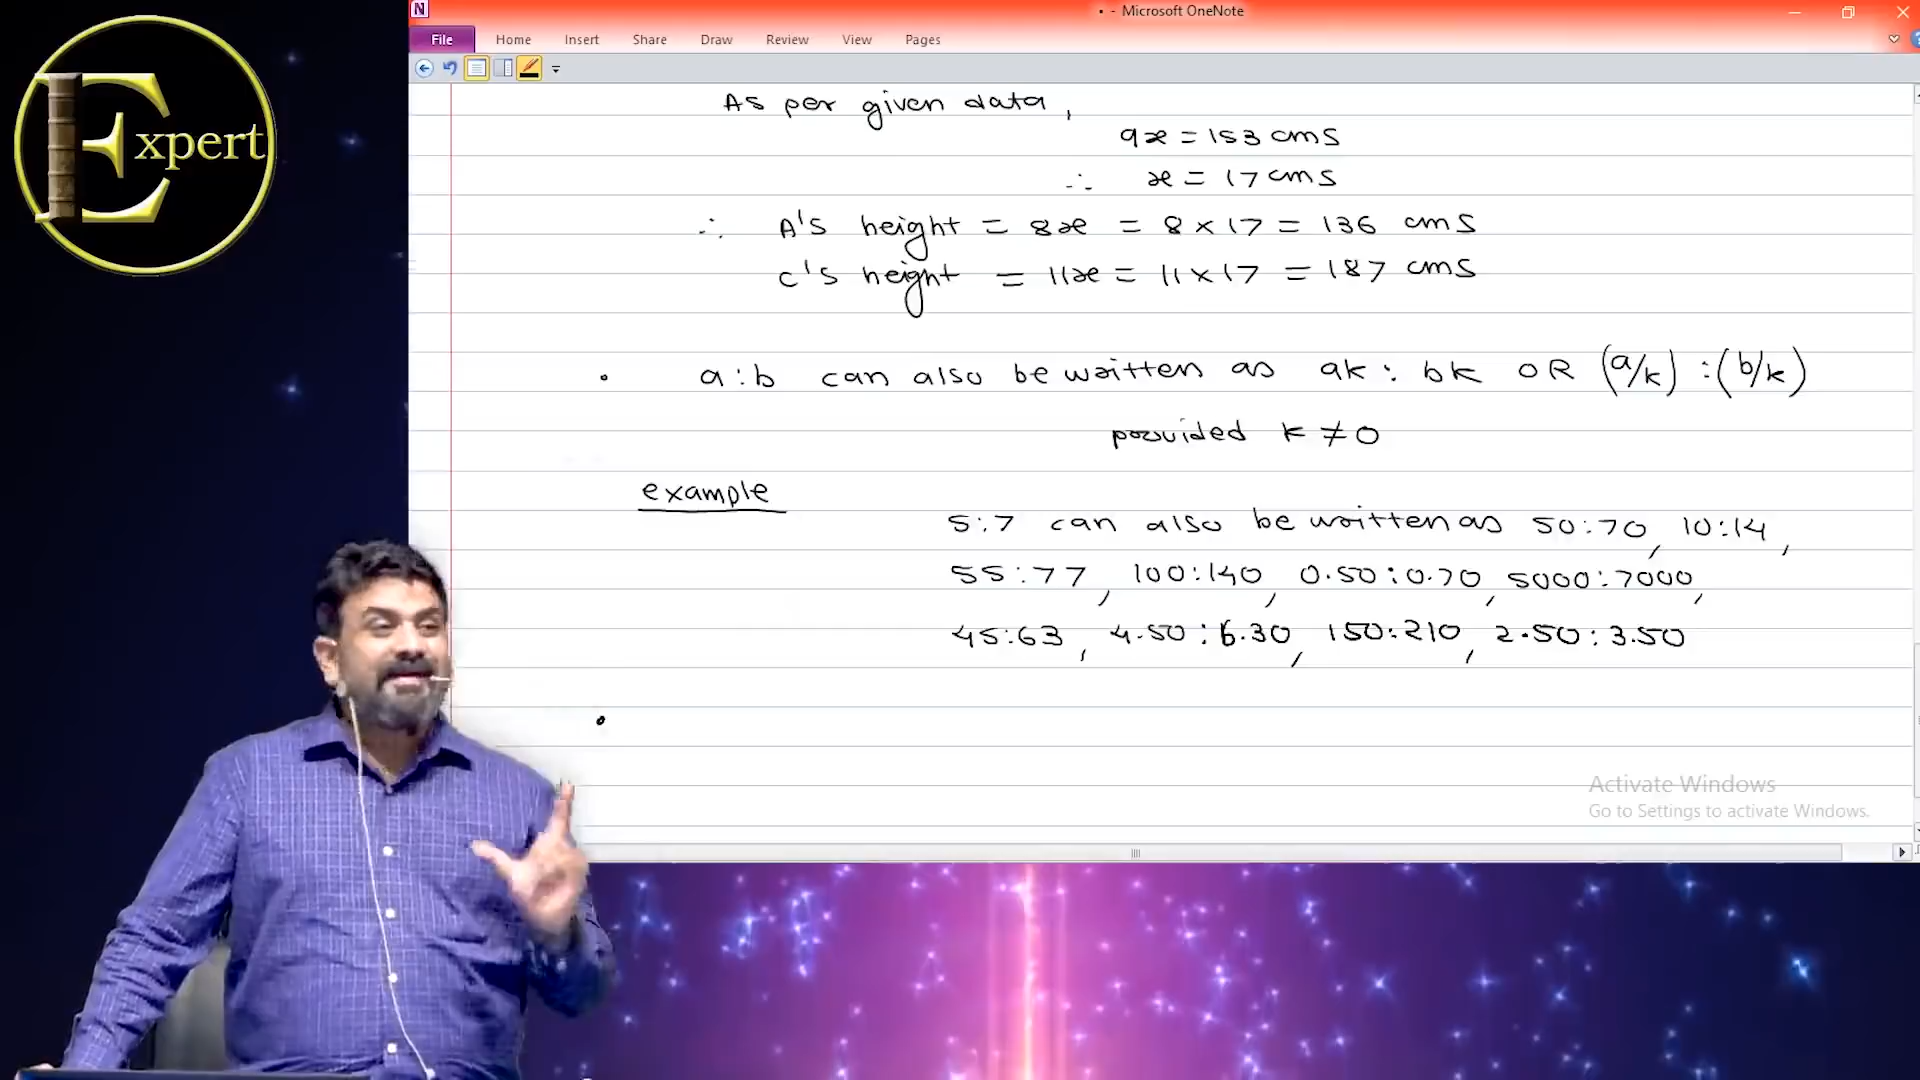 Expert
- Microsoft OneNote
File Home Insert Share Draw Review View Pages
As per given data,
9x = 153 cms
∴ x = 17 cms
∴ A's height = 8x = 8 × 17 = 136 cms
C's height = 11x = 11 × 17 = 187 cms
• a : b can also be written as ak : bk OR (a/k) : (b/k)
provided k ≠ 0
example
5:7 can also be written as 50:70, 10:14,
55:77, 100:140, 0.50:0.70, 5000:7000,
45:63, 4.50:6.30, 150:210, 2.50:3.50
•
Activate Windows
Go to Settings to activate Windows.